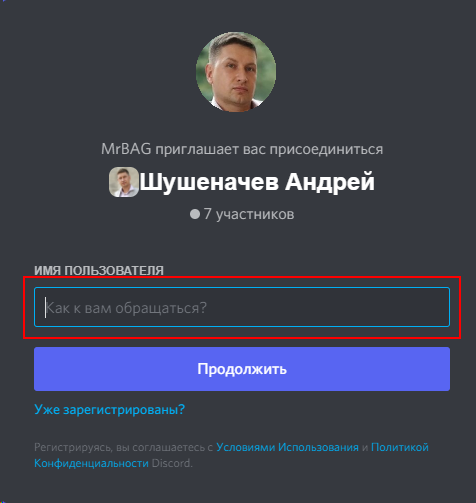 MrBAG приглашает вас присоединиться
Шушеначев Андрей
7 участников
ИМЯ ПОЛЬЗОВАТЕЛЯ
Как к вам обращаться?
Продолжить
Уже зарегистрированы?
Регистрируясь, вы соглашаетесь с Условиями Использования и Политикой
Конфиденциальности Discord.